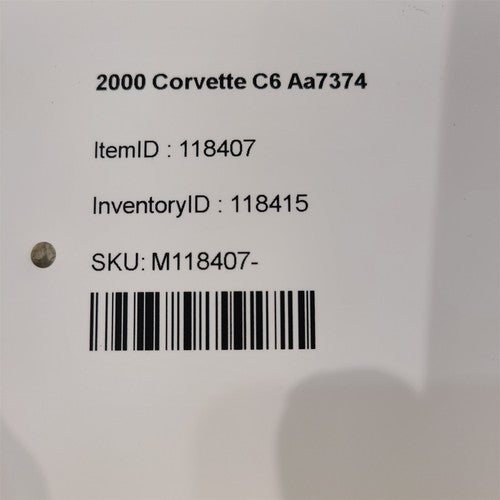 2000 Corvette C6 Aa7374
ItemID : 118407
InventoryID : 118415
SKU: M118407-